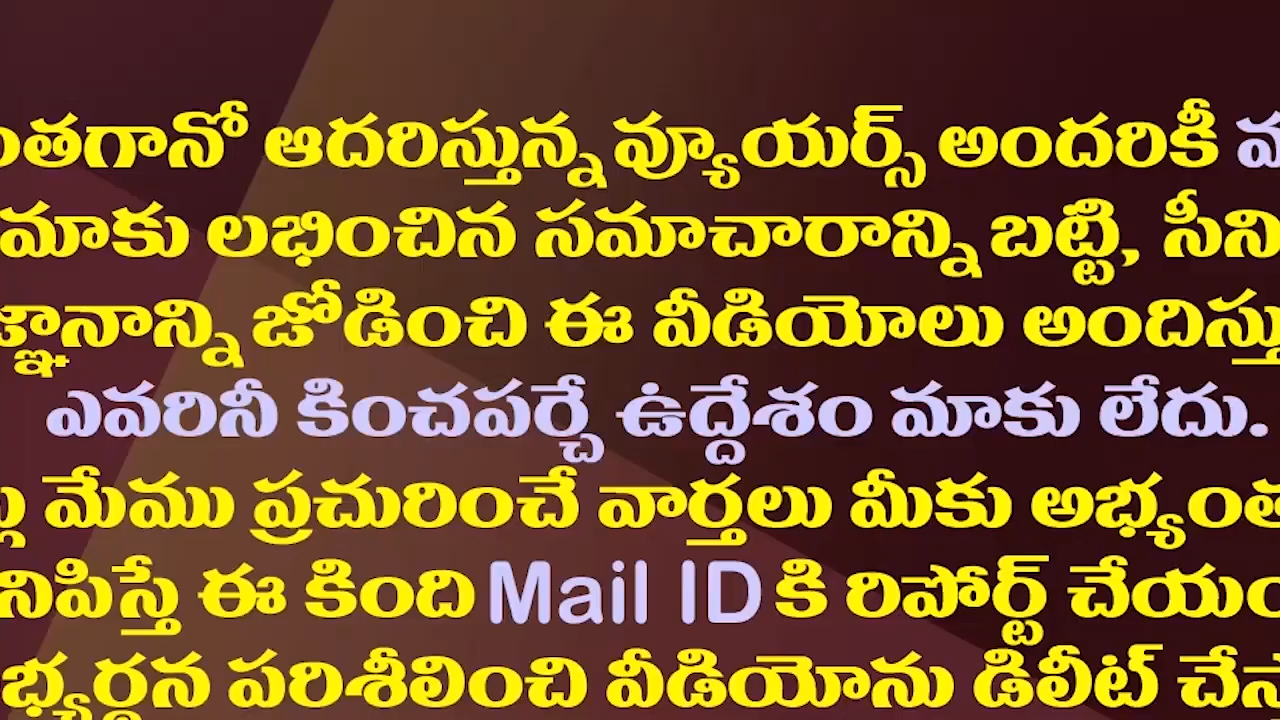 ంతగానో ఆదరిస్తున్న వ్యూయర్స్ అందరికీ
మాకు లభించిన సమాచారాన్ని బట్టి, సీని
జ్ఞానాన్ని జోడించి ఈ వీడియోలు అందిస్తు
ఎవరినీ కించపర్చే ఉద్దేశం మాకు లేదు.
మేము ప్రచురించే వార్తలు మీకు అభ్యంత
నిపిస్తే ఈ కింది Mail ID కి రిపోర్ట్ చేయం
భ్యర్థన పరిశీలించి వీడియోను డిలీట్ చేస